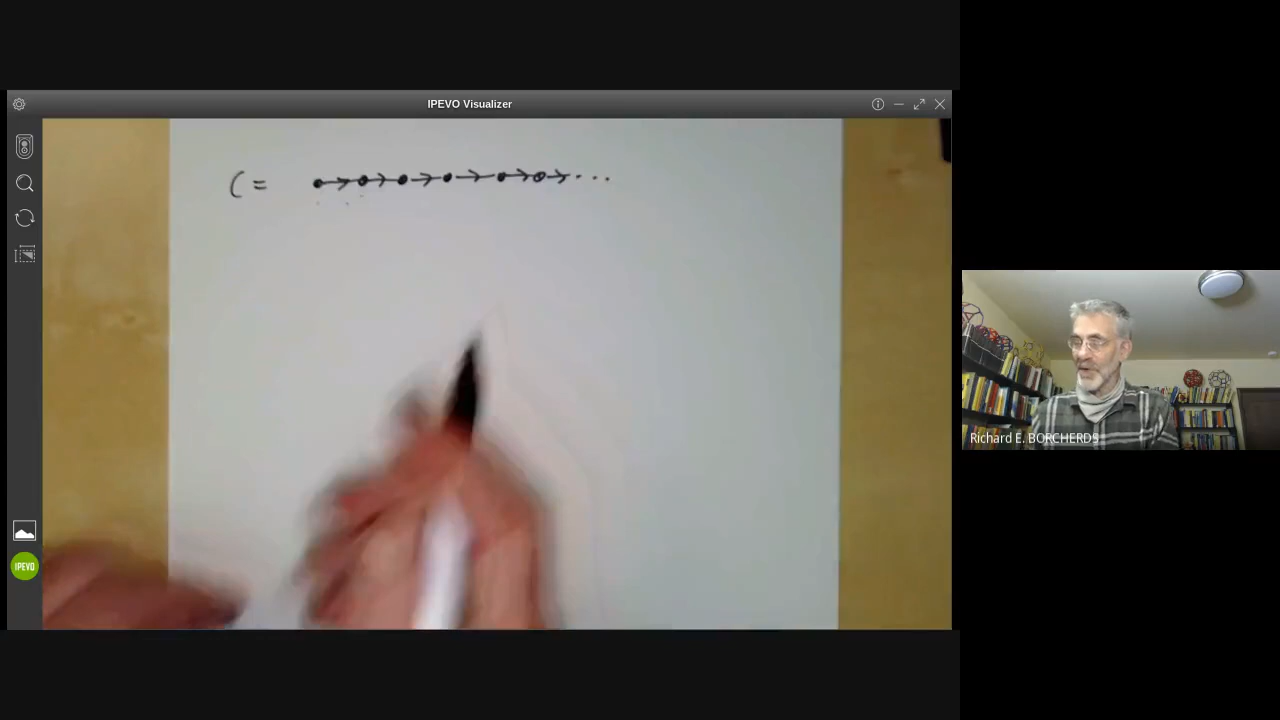 IPEVO Visualizer
C = ...
IPEVO
Richard E. BORCHERDS